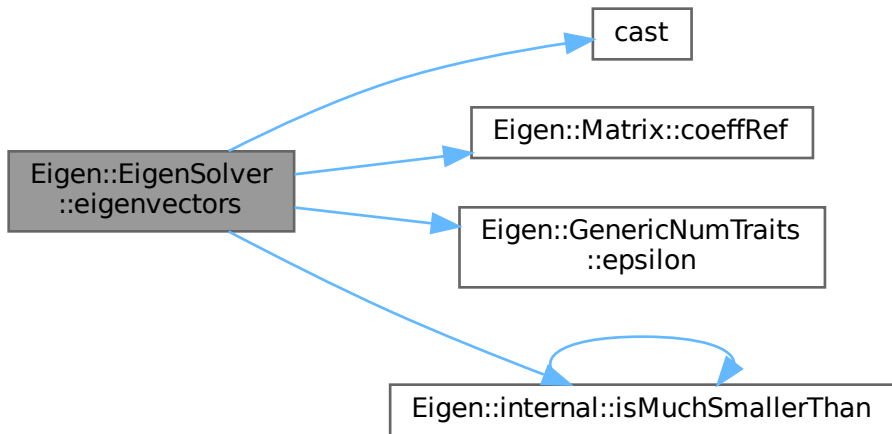 Eigen::EigenSolver
::eigenvectors
cast
Eigen::Matrix::coeffRef
Eigen::GenericNumTraits
::epsilon
Eigen::internal::isMuchSmallerThan